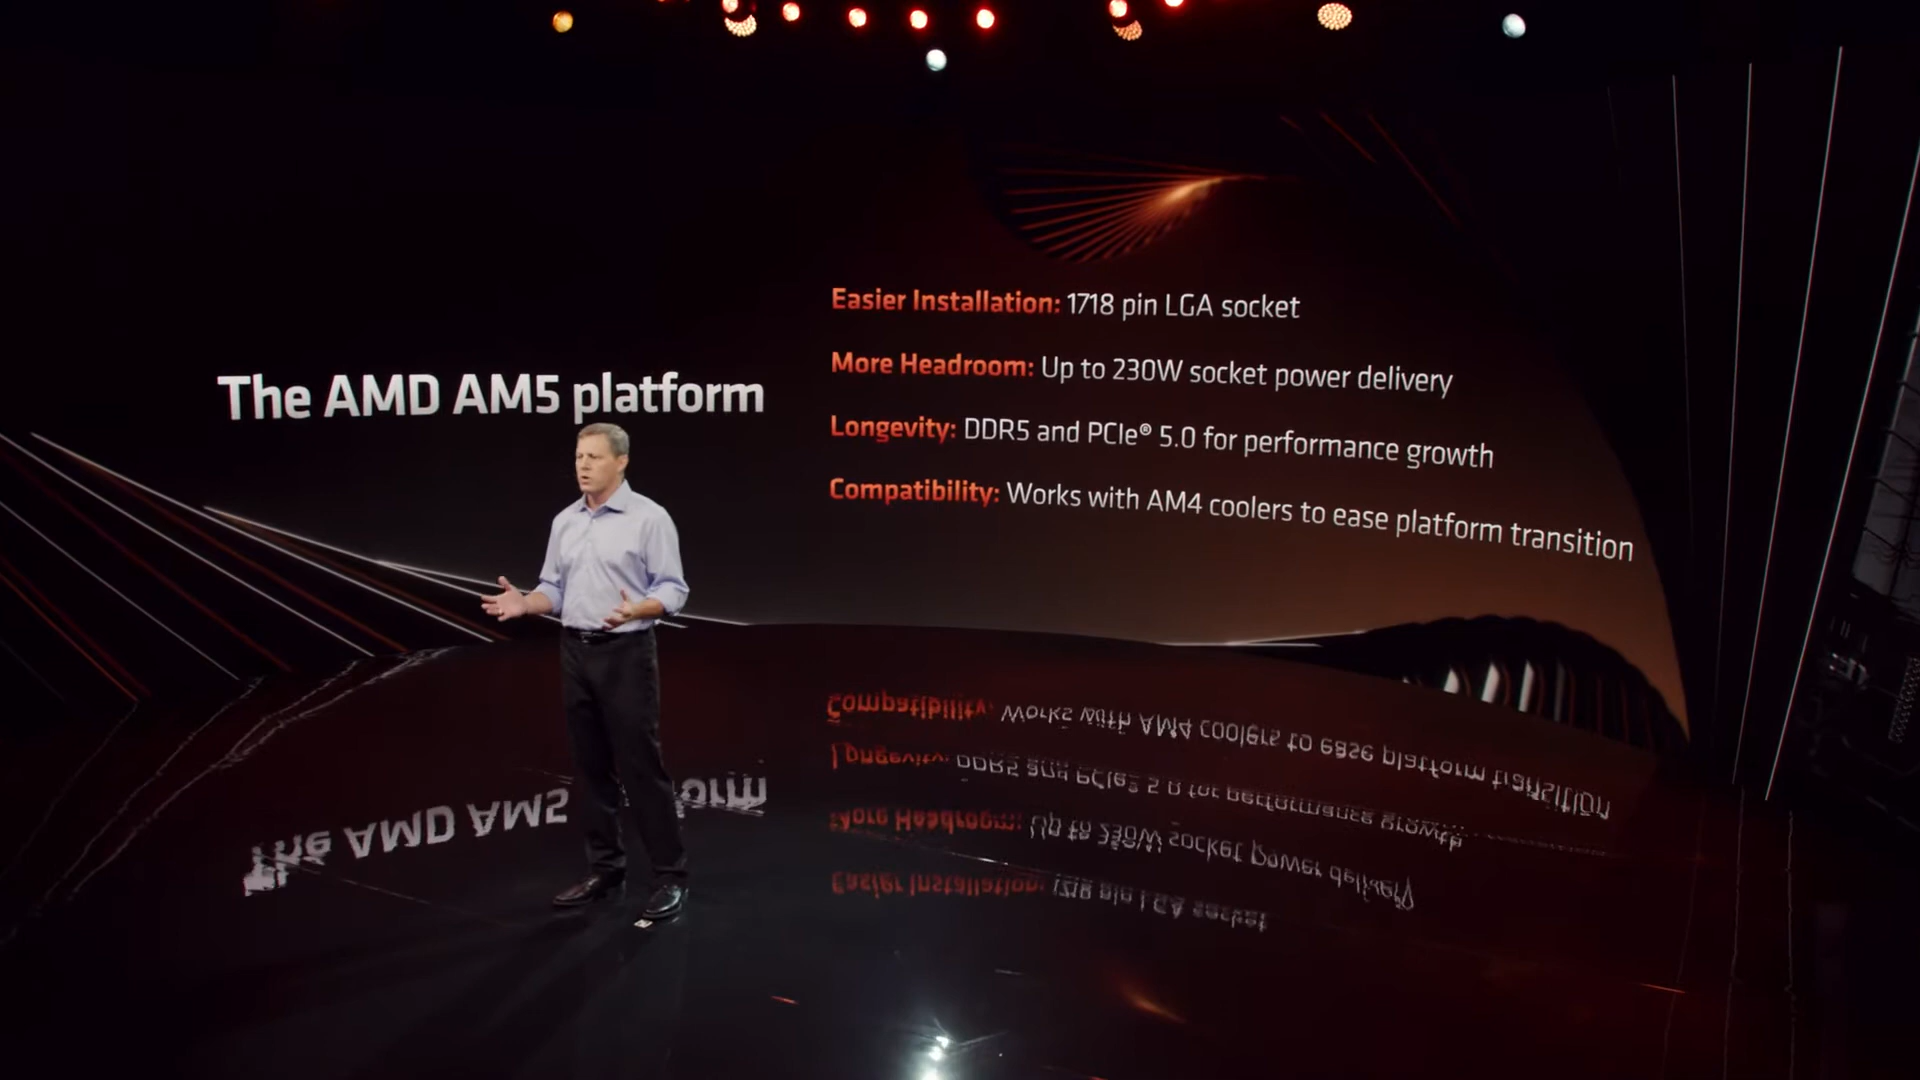 The AMD AM5 platform
Easier Installation: 1718 pin LGA socket
More Headroom: Up to 230W socket power delivery
Longevity: DDR5 and PCIe® 5.0 for performance growth
Compatibility: Works with AM4 coolers to ease platform transition